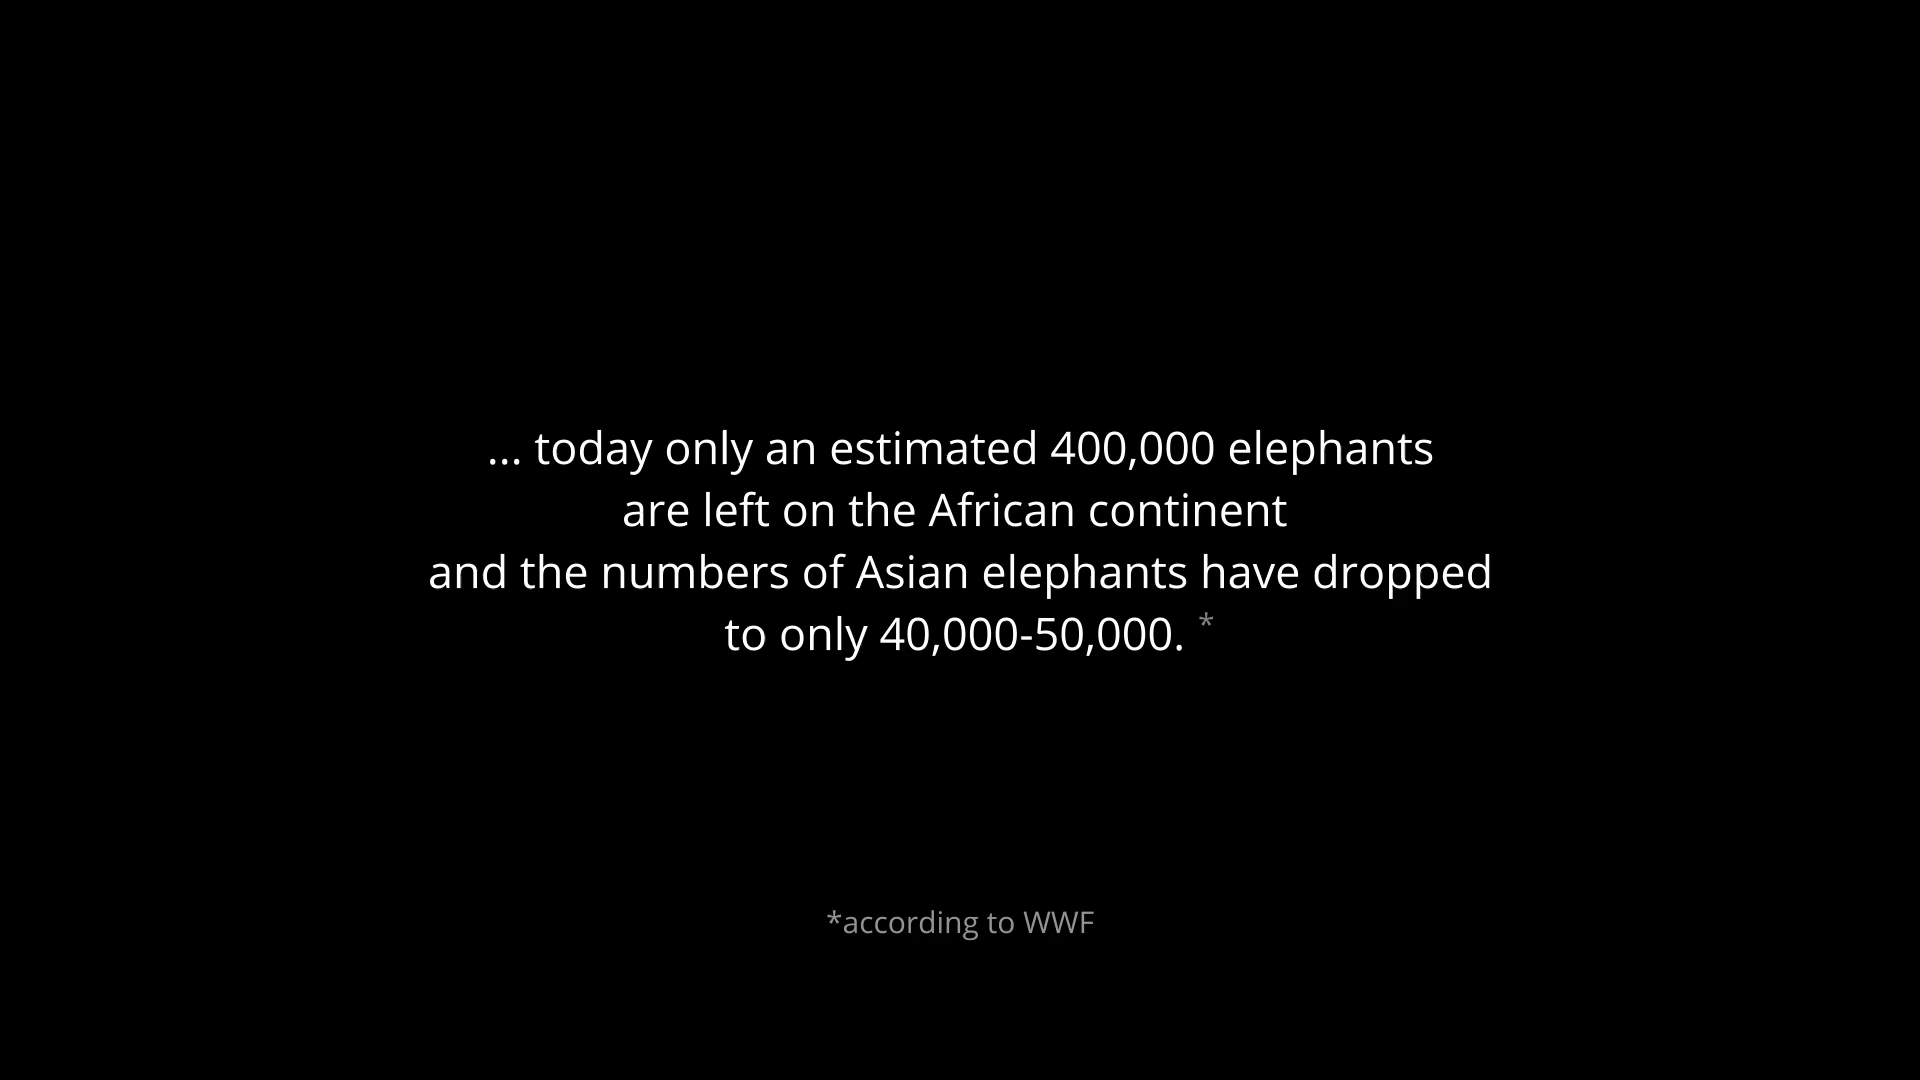 ... today only an estimated 400,000 elephants
are left on the African continent
and the numbers of Asian elephants have dropped
to only 40,000-50,000. *
*according to WWF